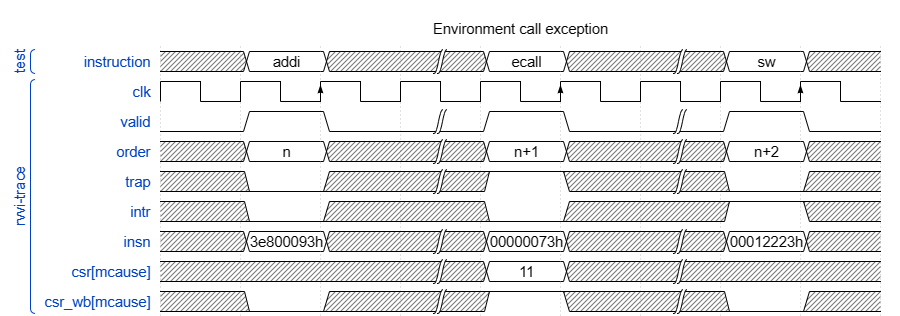 Environment call exception
test
instruction addi ecall sw
rvvi-trace
clk
valid
order n n+1 n+2
trap
intr
insn 3e800093h 00000073h 00012223h
csr[mcause] 11
csr_wb[mcause]